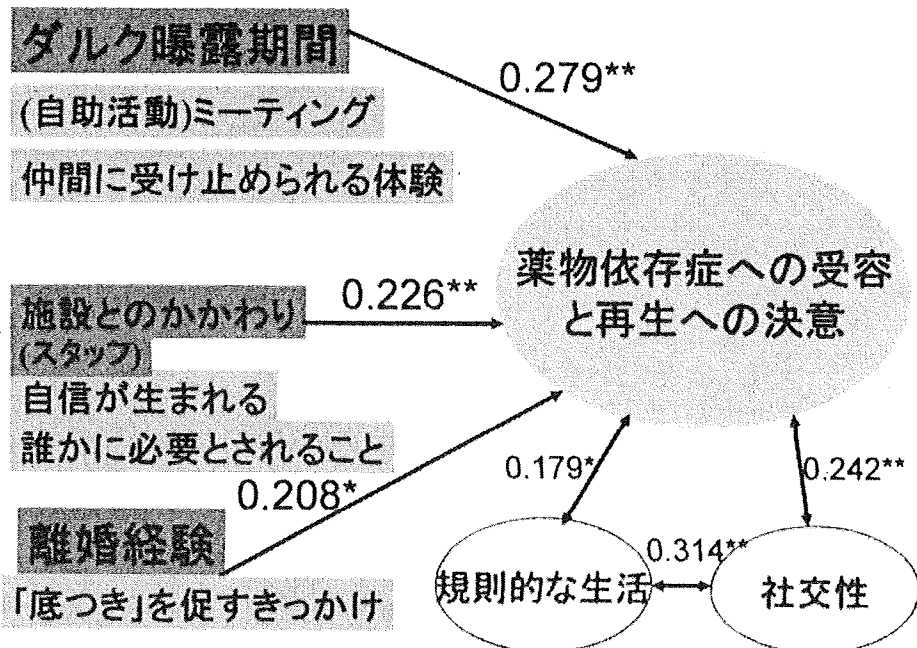 ダルク曝露期間
0.279**
(自助活動)ミーティング
仲間に受け止められる体験
薬物依存症への受容
と再生への決意
0.226**
施設とのかかわり
(スタッフ)
自信が生まれる
誰かに必要とされること
0.208*
離婚経験
「底つき」を促すきっかけ
0.179*
0.242**
0.314**
規則的な生活
社交性